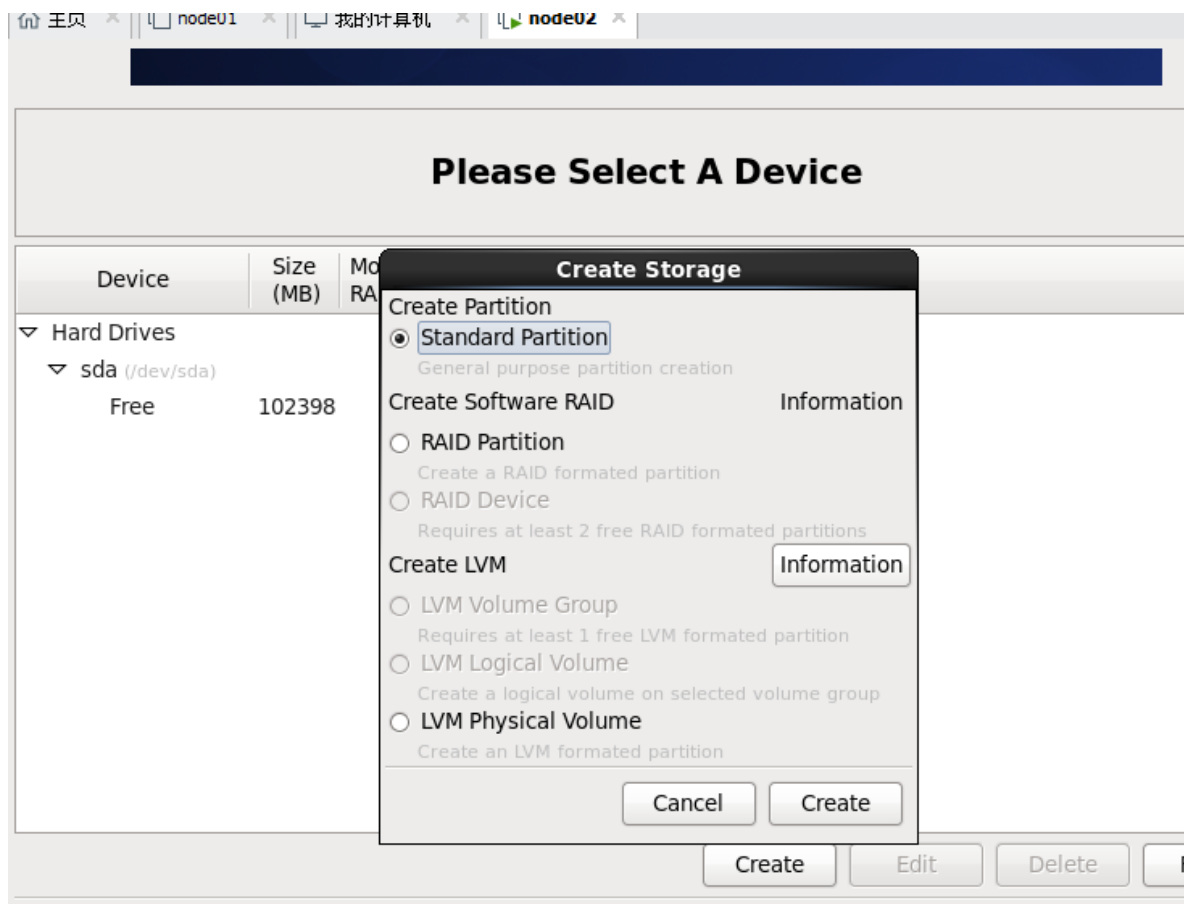 主页 node01 我的计算机 node02
Please Select A Device
Device
Size (MB)
Mo
RA
Hard Drives
sda (/dev/sda)
Free 102398
Create Storage
Create Partition
Standard Partition
General purpose partition creation
Create Software RAID Information
RAID Partition
Create a RAID formated partition
RAID Device
Requires at least 2 free RAID formated partitions
Create LVM Information
LVM Volume Group
Requires at least 1 free LVM formated partition
LVM Logical Volume
Create a logical volume on selected volume group
LVM Physical Volume
Create an LVM formated partition
Cancel Create
Create Edit Delete